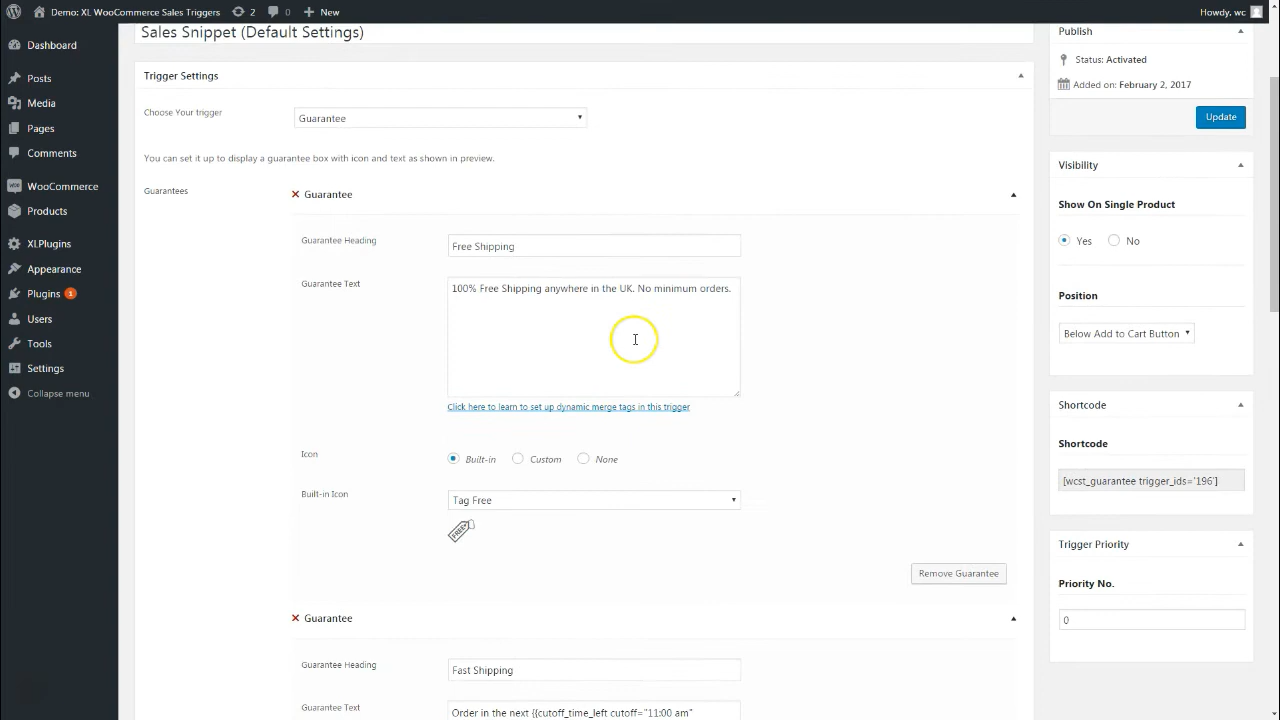 Demo: XL WooCommerce Sales Triggers
2
0
+ New
Howdy, wc
Dashboard
Posts
Media
Pages
Comments
WooCommerce
Products
XLPlugins
Appearance
Plugins 1
Users
Tools
Settings
Collapse menu
Sales Snippet (Default Settings)
Trigger Settings
Choose Your trigger
Guarantee
You can set it up to display a guarantee box with icon and text as shown in preview.
Guarantees
Guarantee
Guarantee Heading
Free Shipping
Guarantee Text
100% Free Shipping anywhere in the UK. No minimum orders.
Click here to learn to set up dynamic merge tags in this trigger
Icon
Built-in
Custom
None
Built-in Icon
Tag Free
FREE
Remove Guarantee
Guarantee
Guarantee Heading
Fast Shipping
Guarantee Text
Order in the next {{cutoff_time_left cutoff="11:00 am"
Publish
Status: Activated
Added on: February 2, 2017
Update
Visibility
Show On Single Product
Yes
No
Position
Below Add to Cart Button
Shortcode
Shortcode
[wcst_guarantee trigger_ids='196']
Trigger Priority
Priority No.
0